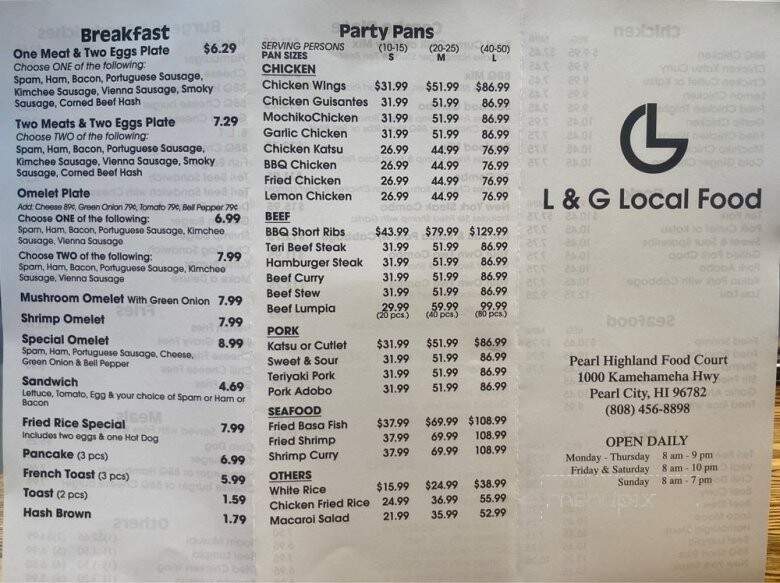 Breakfast
One Meat & Two Eggs Plate $6.29
Choose ONE of the following:
Spam, Ham, Bacon, Portuguese Sausage,
Kimchee Sausage, Vienna Sausage, Smoky
Sausage, Corned Beef Hash
Two Meats & Two Eggs Plate 7.29
Choose TWO of the following:
Spam, Ham, Bacon, Portuguese Sausage,
Kimchee Sausage, Vienna Sausage, Smoky
Sausage, Corned Beef Hash
Omelet Plate
Add: Cheese 89¢, Green Onion 79¢, Tomato 79¢, Bell Pepper 79¢
Choose ONE of the following: 6.99
Spam, Ham, Bacon, Portuguese Sausage, Kimchee
Sausage, Vienna Sausage
Choose TWO of the following: 7.99
Spam, Ham, Bacon, Portuguese Sausage, Kimchee
Sausage, Vienna Sausage
Mushroom Omelet With Green Onion 7.99
Shrimp Omelet 7.99
Special Omelet 8.99
Spam, Ham, Portuguese Sausage, Cheese,
Green Onion & Bell Pepper
Sandwich 4.69
Lettuce, Tomato, Egg & your choice of Spam or Ham or
Bacon
Fried Rice Special 7.99
Includes two eggs & one Hot Dog
Pancake (3 pcs) 6.99
French Toast (3 pcs) 5.99
Toast (2 pcs) 1.59
Hash Brown 1.79
Party Pans
SERVING PERSONS (10-15) (20-25) (40-50)
PAN SIZES S M L
CHICKEN
Chicken Wings $31.99 $51.99 $86.99
Chicken Guisantes 31.99 51.99 86.99
MochikoChicken 31.99 51.99 86.99
Garlic Chicken 31.99 51.99 86.99
Chicken Katsu 26.99 44.99 76.99
BBQ Chicken 26.99 44.99 76.99
Fried Chicken 26.99 44.99 76.99
Lemon Chicken 26.99 44.99 76.99
BEEF
BBQ Short Ribs $43.99 $79.99 $129.99
Teri Beef Steak 31.99 51.99 86.99
Hamburger Steak 31.99 51.99 86.99
Beef Curry 31.99 51.99 86.99
Beef Stew 31.99 51.99 86.99
Beef Lumpia 29.99 59.99 99.99
(20 pcs.) (40 pcs.) (80 pcs.)
PORK
Katsu or Cutlet $31.99 $51.99 $86.99
Sweet & Sour 31.99 51.99 86.99
Teriyaki Pork 31.99 51.99 86.99
Pork Adobo 31.99 51.99 86.99
SEAFOOD
Fried Basa Fish $37.99 $69.99 $108.99
Fried Shrimp 37.99 69.99 108.99
Shrimp Curry 37.99 69.99 108.99
OTHERS
White Rice $15.99 $24.99 $38.99
Chicken Fried Rice 24.99 36.99 55.99
Macaroi Salad 21.99 35.99 52.99
L & G Local Food
Pearl Highland Food Court
1000 Kamehameha Hwy
Pearl City, HI 96782
(808) 456-8898
OPEN DAILY
Monday - Thursday 8 am - 9 pm
Friday & Saturday 8 am - 10 pm
Sunday 8 am - 7 pm